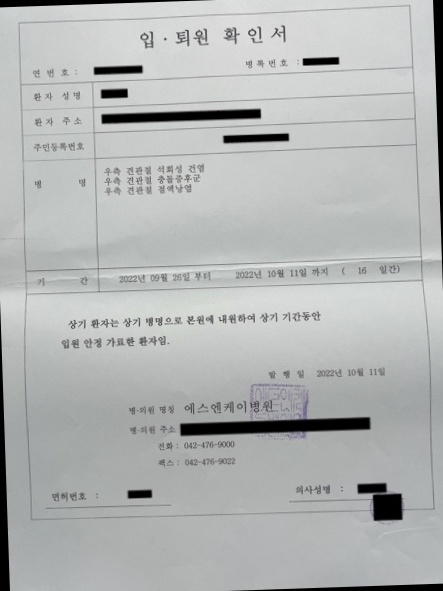 입 · 퇴원 확인서
연 번호 :
병록번호 :
환자 성명
환자 주소
주민등록번호
병 명
우측 견관절 석회성 건염
우측 견관절 충돌증후군
우측 견관절 점액낭염
기 간 2022년 09월 26일 부터 2022년 10월 11일 까지 ( 16 일간)
상기 환자는 상기 병명으로 본원에 내원하여 상기 기간동안
입원 안정 가료한 환자임.
발 행 일 2022년 10월 11일
병·의원 명칭 에스엔케이병원
병·의원 주소
전화 : 042-476-9000
팩스 : 042-476-9022
면허번호 :
의사성명 :